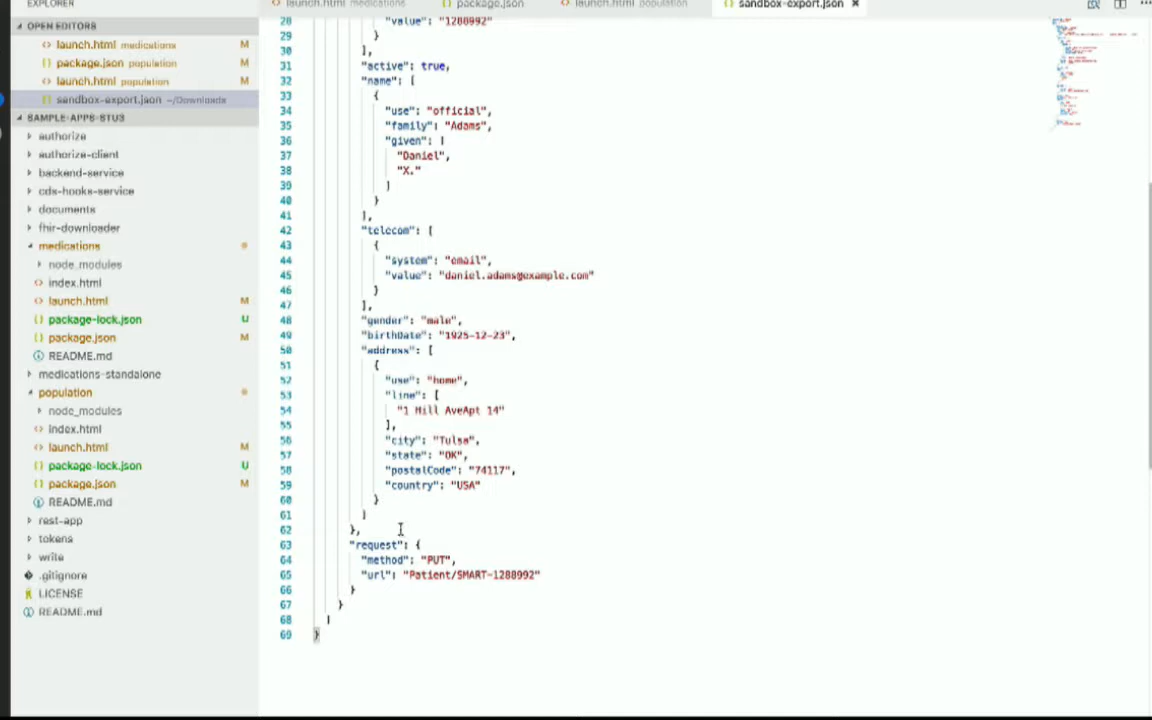 EXPLORER
launch.html medications
package.json
launch.html population
sandbox-export.json ×
OPEN EDITORS
launch.html medications M
package.json population M
launch.html population M
sandbox-export.json ~/Downloads
SAMPLE-APPS-STU3
authorize
authorize-client
backend-service
cds-hooks-service
documents
fhir-downloader
medications
node_modules
index.html
launch.html M
package-lock.json U
package.json M
README.md
medications-standalone
population
node_modules
index.html
launch.html M
package-lock.json U
package.json M
README.md
rest-app
tokens
write
.gitignore
LICENSE
README.md
28 "value": "1288992"
29 }
30 ],
31 "active": true,
32 "name": [
33 {
34 "use": "official",
35 "family": "Adams",
36 "given": [
37 "Daniel",
38 "X."
39 ]
40 }
41 ],
42 "telecom": [
43 {
44 "system": "email",
45 "value": "daniel.adams@example.com"
46 }
47 ],
48 "gender": "male",
49 "birthDate": "1925-12-23",
50 "address": [
51 {
52 "use": "home",
53 "line": [
54 "1 Hill AveApt 14"
55 ],
56 "city": "Tulsa",
57 "state": "OK",
58 "postalCode": "74117",
59 "country": "USA"
60 }
61 ]
62 },
63 "request": {
64 "method": "PUT",
65 "url": "Patient/SMART-1288992"
66 }
67 }
68 ]
69 }